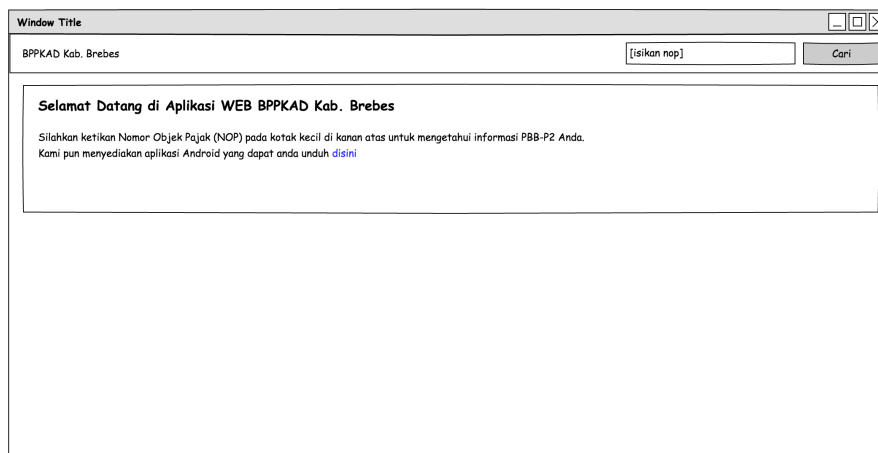 Window Title
BPPKAD Kab. Brebes
[isikan nop]
Cari
Selamat Datang di Aplikasi WEB BPPKAD Kab. Brebes
Silahkan ketikan Nomor Objek Pajak (NOP) pada kotak kecil di kanan atas untuk mengetahui informasi PBB-P2 Anda.
Kami pun menyediakan aplikasi Android yang dapat anda unduh disini